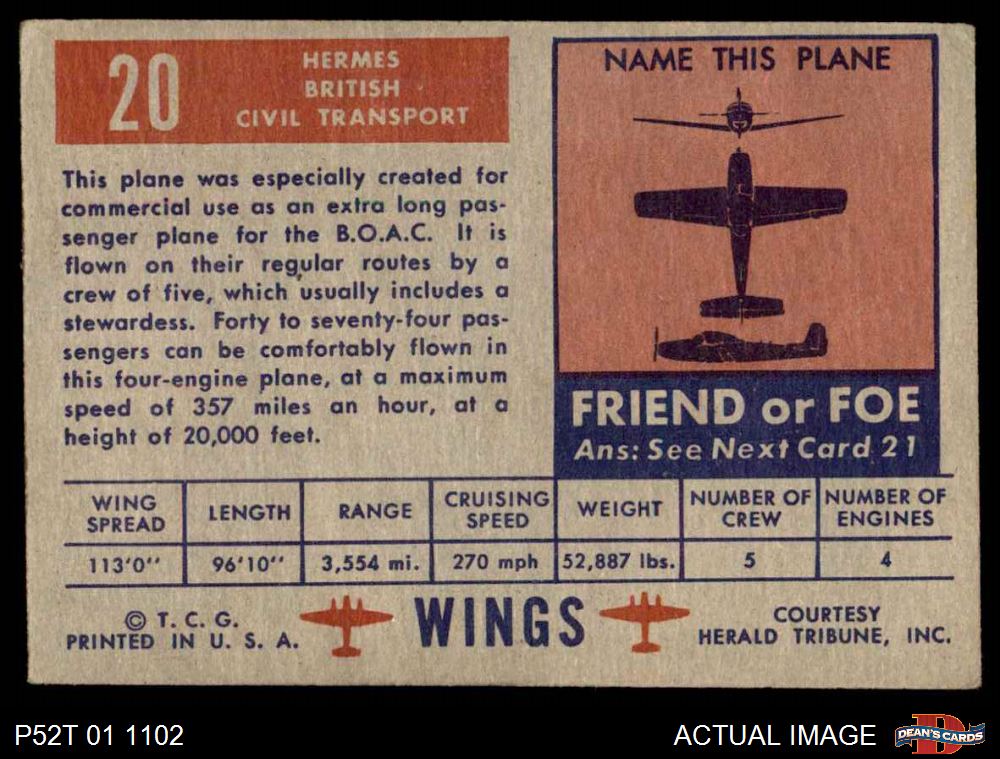 20
HERMES
BRITISH
CIVIL TRANSPORT
This plane was especially created for
commercial use as an extra long pas-
senger plane for the B.O.A.C. It is
flown on their regular routes by a
crew of five, which usually includes a
stewardess. Forty to seventy-four pas-
sengers can be comfortably flown in
this four-engine plane, at a maximum
speed of 357 miles an hour, at a
height of 20,000 feet.
NAME THIS PLANE
FRIEND or FOE
Ans: See Next Card 21
WING SPREAD LENGTH RANGE CRUISING SPEED WEIGHT NUMBER OF CREW NUMBER OF ENGINES
113'0" 96'10" 3,554 mi. 270 mph 52,887 lbs. 5 4
© T. C. G.
PRINTED IN U. S. A.
WINGS
COURTESY
HERALD TRIBUNE, INC.
P52T 01 1102
ACTUAL IMAGE
DEAN'S CARDS